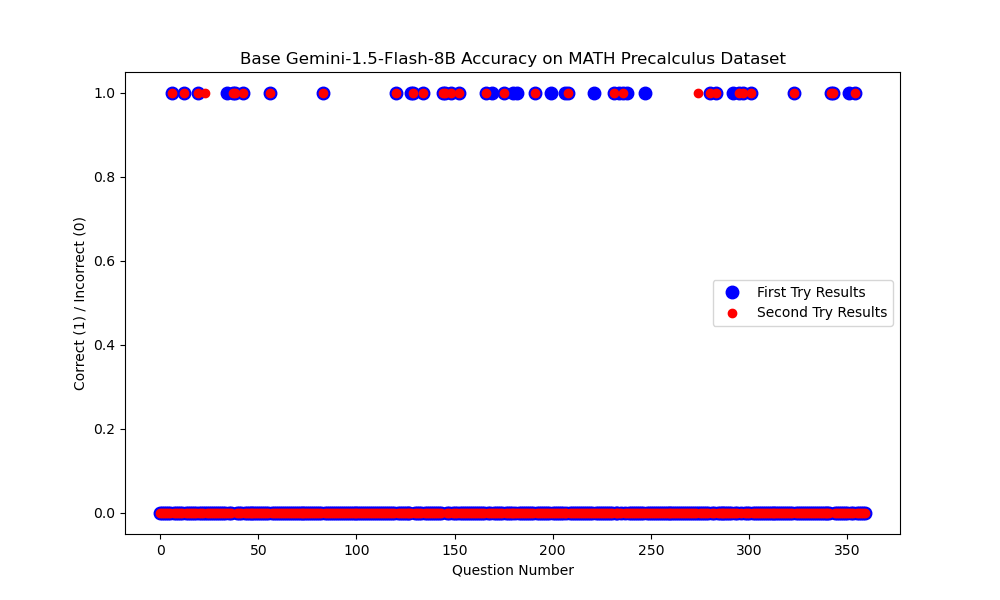 Base Gemini-1.5-Flash-8B Accuracy on MATH Precalculus Dataset
Correct (1) / Incorrect (0)
1.0
0.8
0.6
0.4
0.2
0.0
First Try Results
Second Try Results
0 50 100 150 200 250 300 350
Question Number